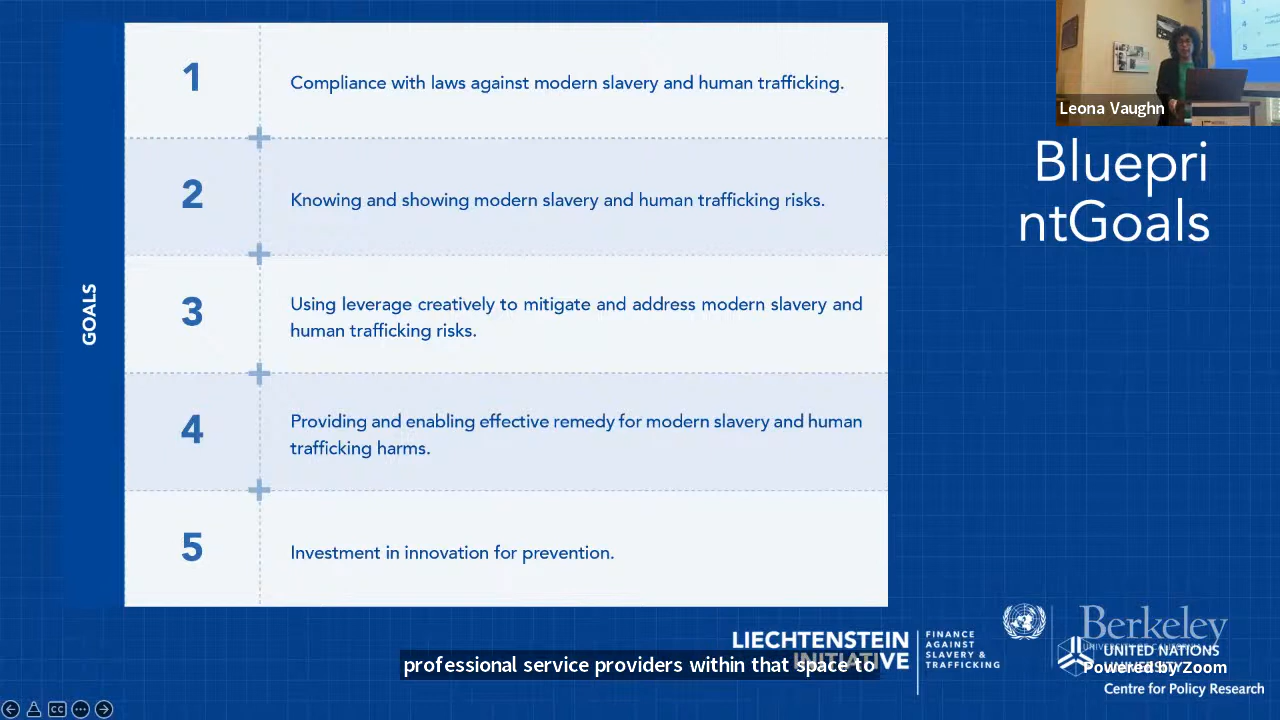 1
Compliance with laws against modern slavery and human trafficking.
2
Knowing and showing modern slavery and human trafficking risks.
3
Using leverage creatively to mitigate and address modern slavery and
human trafficking risks.
4
Providing and enabling effective remedy for modern slavery and human
trafficking harms.
5
Investment in innovation for prevention.
GOALS
Leona Vaughn
Bluepri
ntGoals
LIECHTENSTEIN
INITIATIVE
FINANCE
AGAINST
SLAVERY &
TRAFFICKING
Berkeley
UNITED NATIONS
UNIVERSITY
Centre for Policy Research
Powered by Zoom
professional service providers within that space to
CC